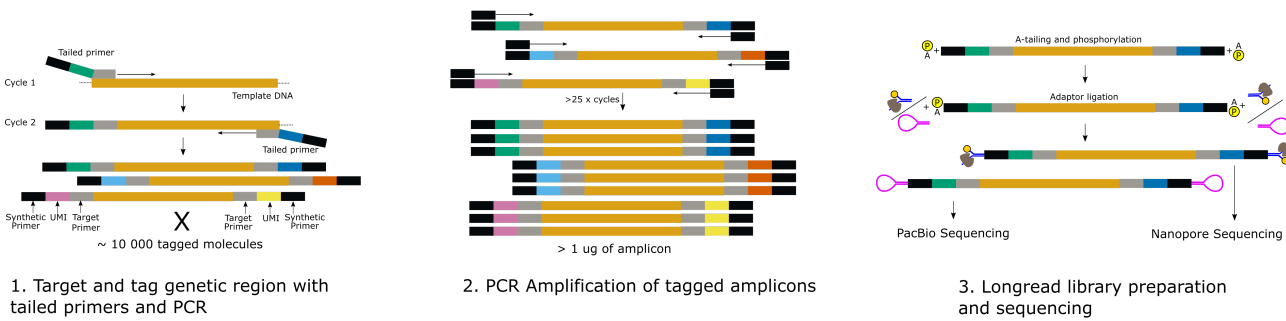 Tailed primer
Cycle 1
Template DNA
Cycle 2
Tailed primer
Synthetic Primer
UMI
Target Primer
Target Primer
UMI
Synthetic Primer
X
~ 10 000 tagged molecules
1. Target and tag genetic region with
tailed primers and PCR
>25 x cycles
> 1 ug of amplicon
2. PCR Amplification of tagged amplicons
A-tailing and phosphorylation
P
A
+
+
A
P
Adaptor ligation
+
P
A
A
P
+
PacBio Sequencing
Nanopore Sequencing
3. Longread library preparation
and sequencing